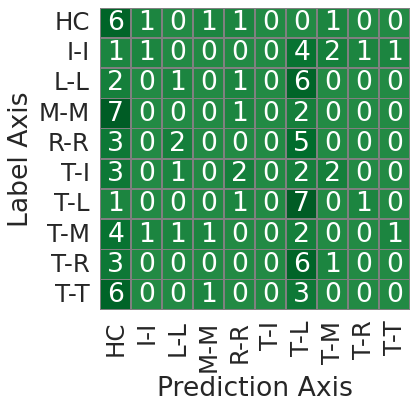 HC 6 1 0 1 1 0 0 1 0 0
I-I 1 1 0 0 0 0 4 2 1 1
L-L 2 0 1 0 1 0 6 0 0 0
M-M 7 0 0 0 1 0 2 0 0 0
R-R 3 0 2 0 0 0 5 0 0 0
T-I 3 0 1 0 2 0 2 2 0 0
T-L 1 0 0 0 1 0 7 0 1 0
T-M 4 1 1 1 0 0 2 0 0 1
T-R 3 0 0 0 0 0 6 1 0 0
T-T 6 0 0 1 0 0 3 0 0 0
Label Axis
HC I-I L-L M-M R-R T-I T-L T-M T-R T-T
Prediction Axis